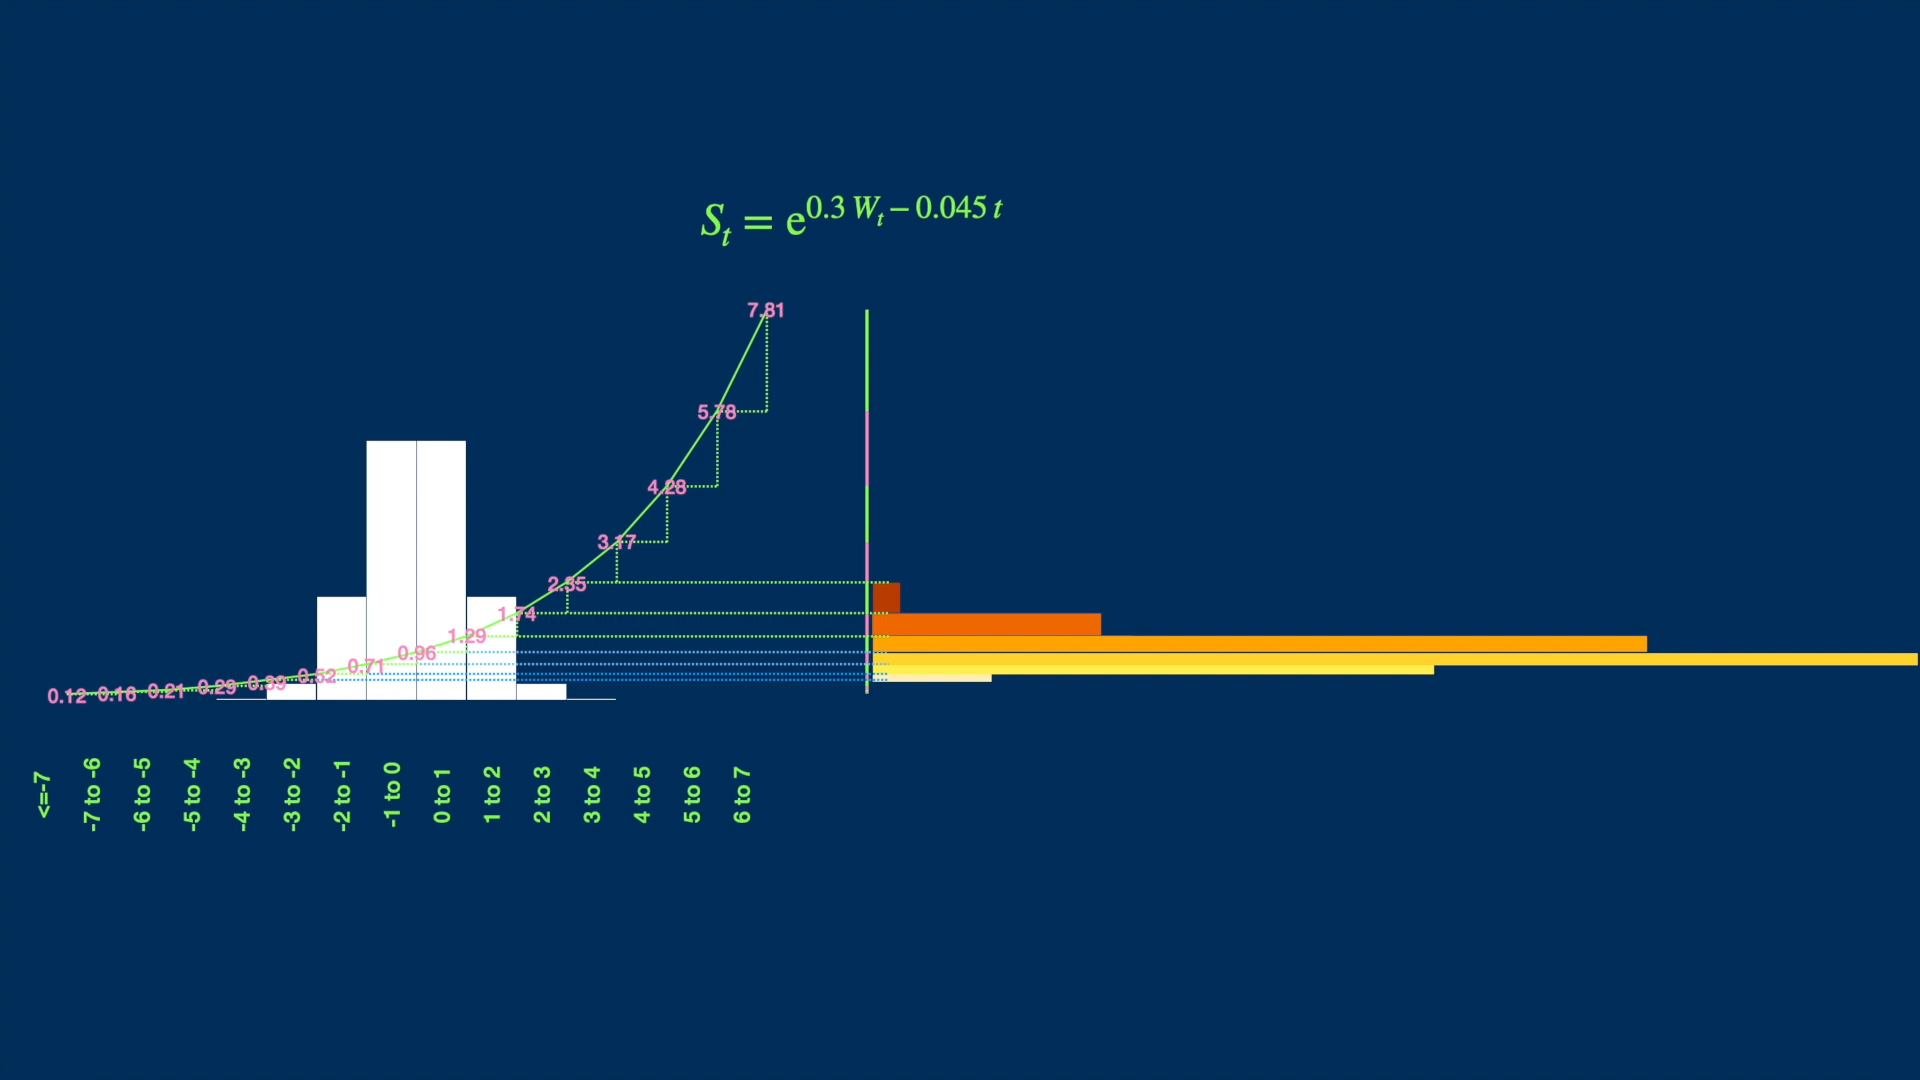 S_t = e^{0.3 W_t − 0.045 t}
7.81
5.78
4.28
3.17
2.35
1.74
1.29
0.96
0.71
0.52
0.39
0.29
0.21
0.16
0.12
<=-7
-7 to -6
-6 to -5
-5 to -4
-4 to -3
-3 to -2
-2 to -1
-1 to 0
0 to 1
1 to 2
2 to 3
3 to 4
4 to 5
5 to 6
6 to 7